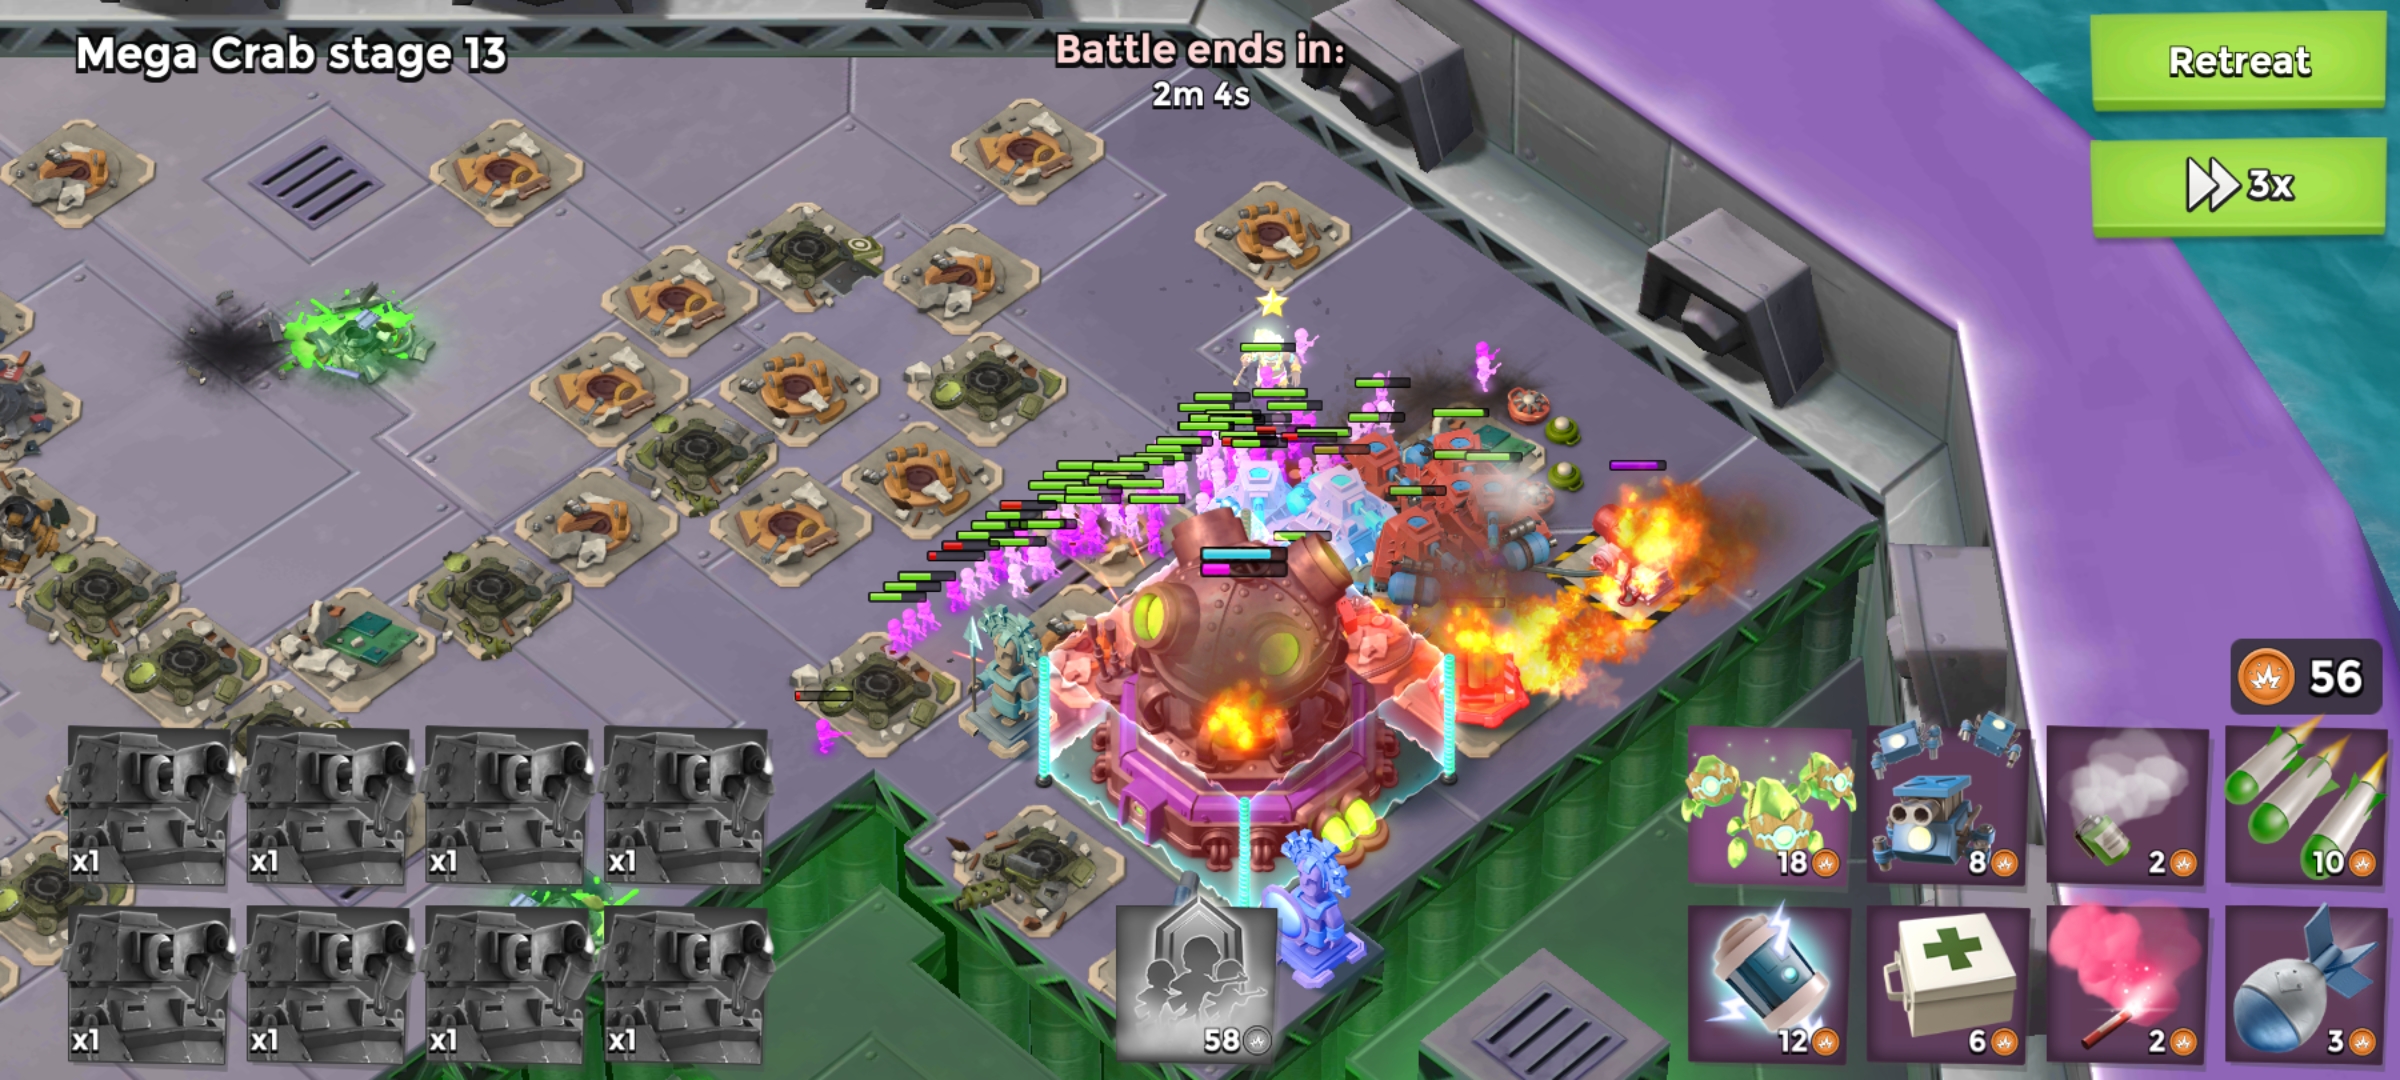 Mega Crab stage 13
Battle ends in:
2m 4s
Retreat
3x
56
x1 x1 x1 x1
18 8 2 10
x1 x1 x1 x1
58
12 6 2 3